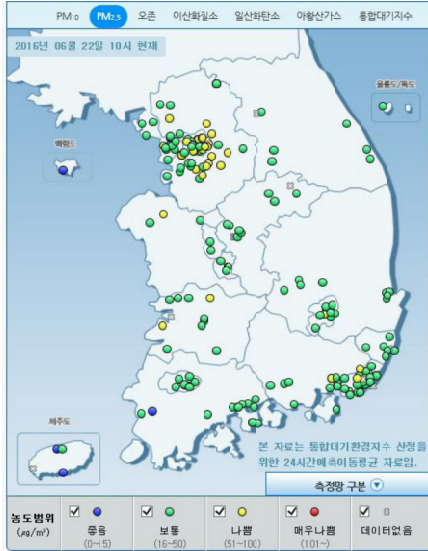 PM₁₀ PM₂,₅ 오존 이산화질소 일산화탄소 아황산가스 통합대기지수
2016년 06월 22일 10시 현재
울릉도/독도
백령도
제주도
본 자료는 통합대기환경지수 산정을
위한 24시간예측이동평균 자료임.
측정망 구분
농도범위
(㎍/㎥)
좋음 보통 나쁨 매우나쁨 데이터없음
(0~15) (16~50) (51~100) (101~)